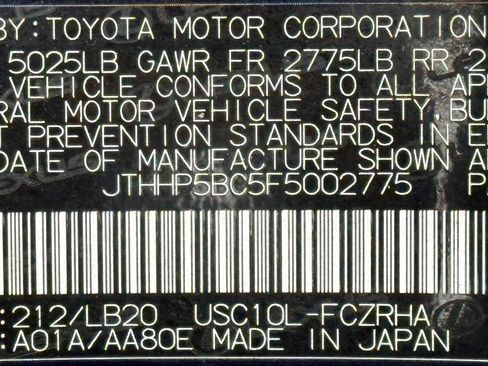 BY:TOYOTA MOTOR CORPORATION
5025LB GAWR FR 2775LB RR 2
VEHICLE CONFORMS TO ALL AP
RAL MOTOR VEHICLE SAFETY,BU
T PREVENTION STANDARDS IN E
DATE OF MANUFACTURE SHOWN A
JTHHP5BC5F5002775 P
:212/LB20 USC10L-FCZRHA
:A01A/AA80E MADE IN JAPAN